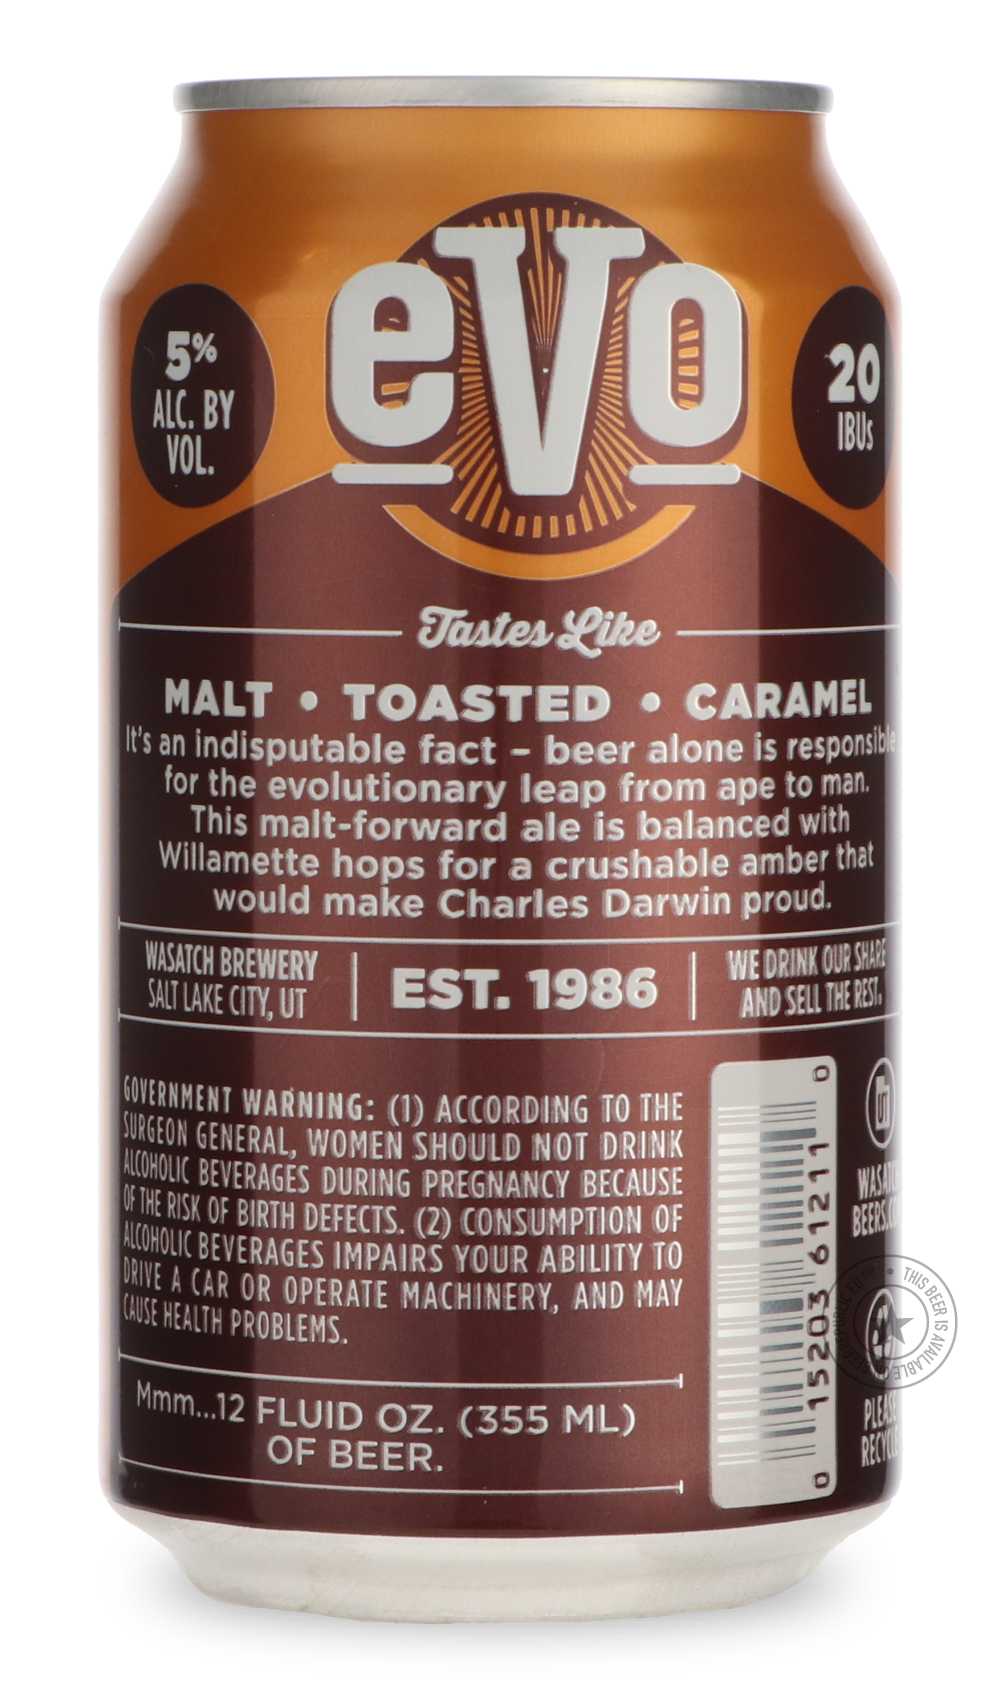 eVo
5%
ALC. BY
VOL.
20
IBUs
Tastes Like
MALT • TOASTED • CARAMEL
It's an indisputable fact – beer alone is responsible
for the evolutionary leap from ape to man.
This malt-forward ale is balanced with
Willamette hops for a crushable amber that
would make Charles Darwin proud.
WASATCH BREWERY
SALT LAKE CITY, UT
EST. 1986
WE DRINK OUR SHARE
AND SELL THE REST.
GOVERNMENT WARNING: (1) ACCORDING TO THE
SURGEON GENERAL, WOMEN SHOULD NOT DRINK
ALCOHOLIC BEVERAGES DURING PREGNANCY BECAUSE
OF THE RISK OF BIRTH DEFECTS. (2) CONSUMPTION OF
ALCOHOLIC BEVERAGES IMPAIRS YOUR ABILITY TO
DRIVE A CAR OR OPERATE MACHINERY, AND MAY
CAUSE HEALTH PROBLEMS.
Mmm...12 FLUID OZ. (355 ML)
OF BEER.
0 15203 61211 0
UT
PLEASE
RECYCLE
THIS BEER IS AVAILABLE